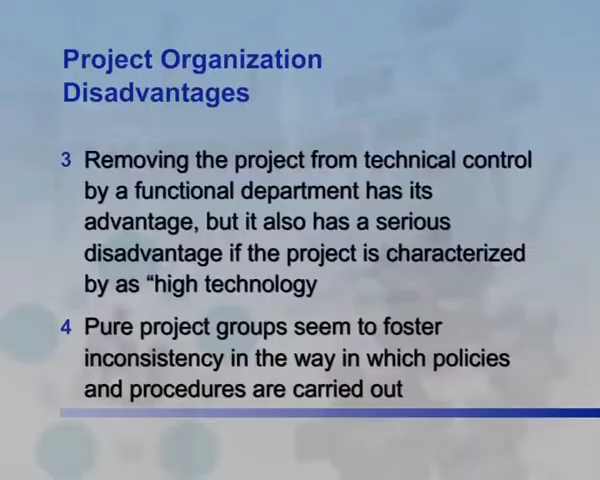 Project Organization
Disadvantages
3 Removing the project from technical control
by a functional department has its
advantage, but it also has a serious
disadvantage if the project is characterized
by as “high technology
4 Pure project groups seem to foster
inconsistency in the way in which policies
and procedures are carried out